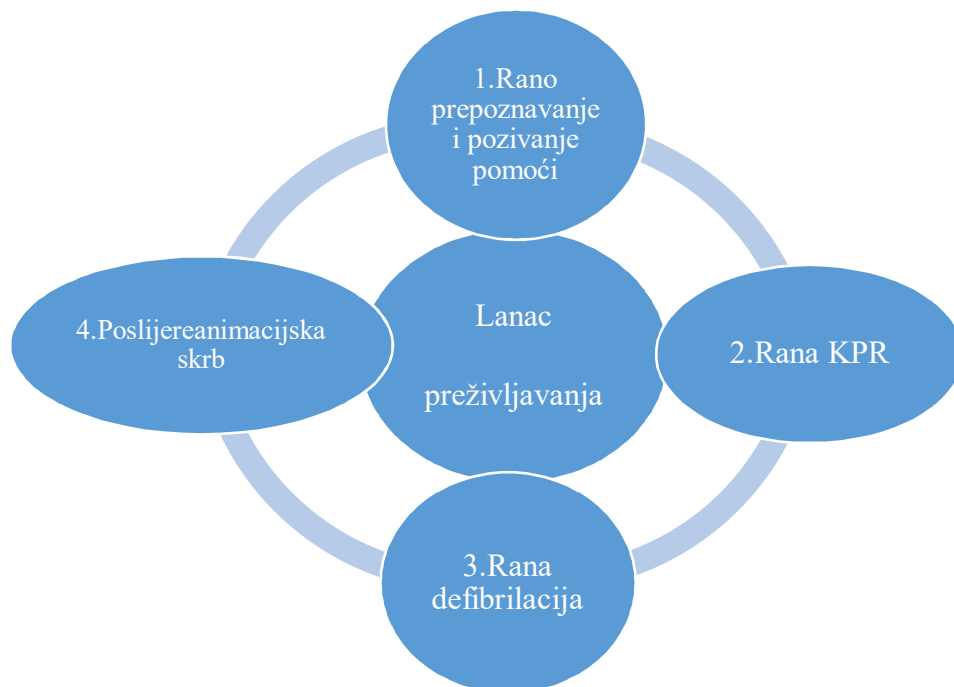 1.Rano
prepoznavanje
i pozivanje
pomoći
Lanac
preživljavanja
2.Rana KPR
3.Rana
defibrilacija
4.Poslijereanimacijska
skrb